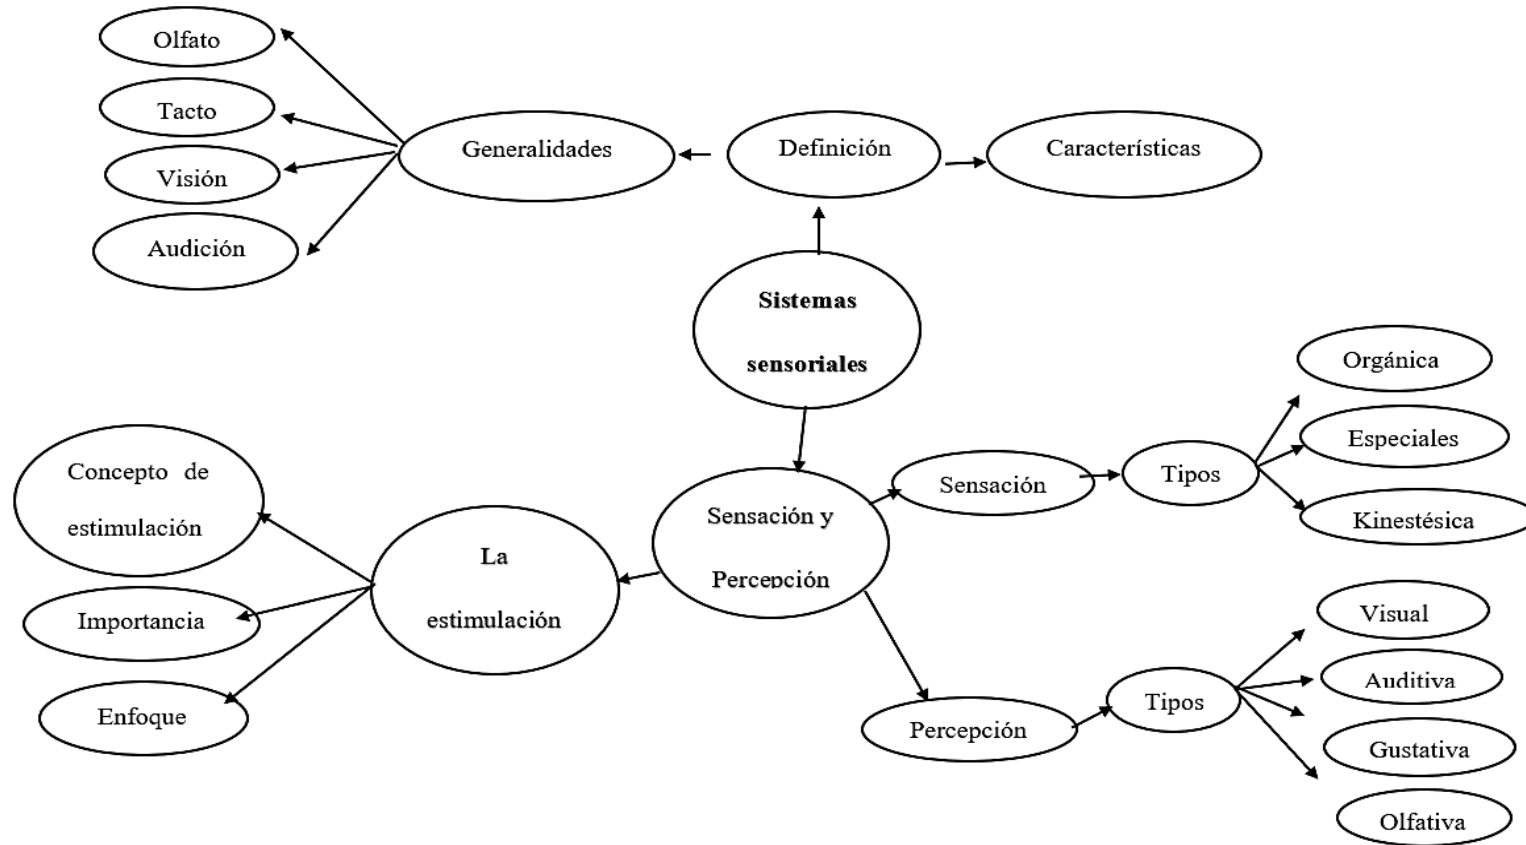 Olfato
Tacto
Visión
Audición
Generalidades
Definición
Características
Sistemas
sensoriales
Concepto de
estimulación
Importancia
Enfoque
La
estimulación
Sensación y
Percepción
Sensación
Tipos
Orgánica
Especiales
Kinestésica
Percepción
Tipos
Visual
Auditiva
Gustativa
Olfativa